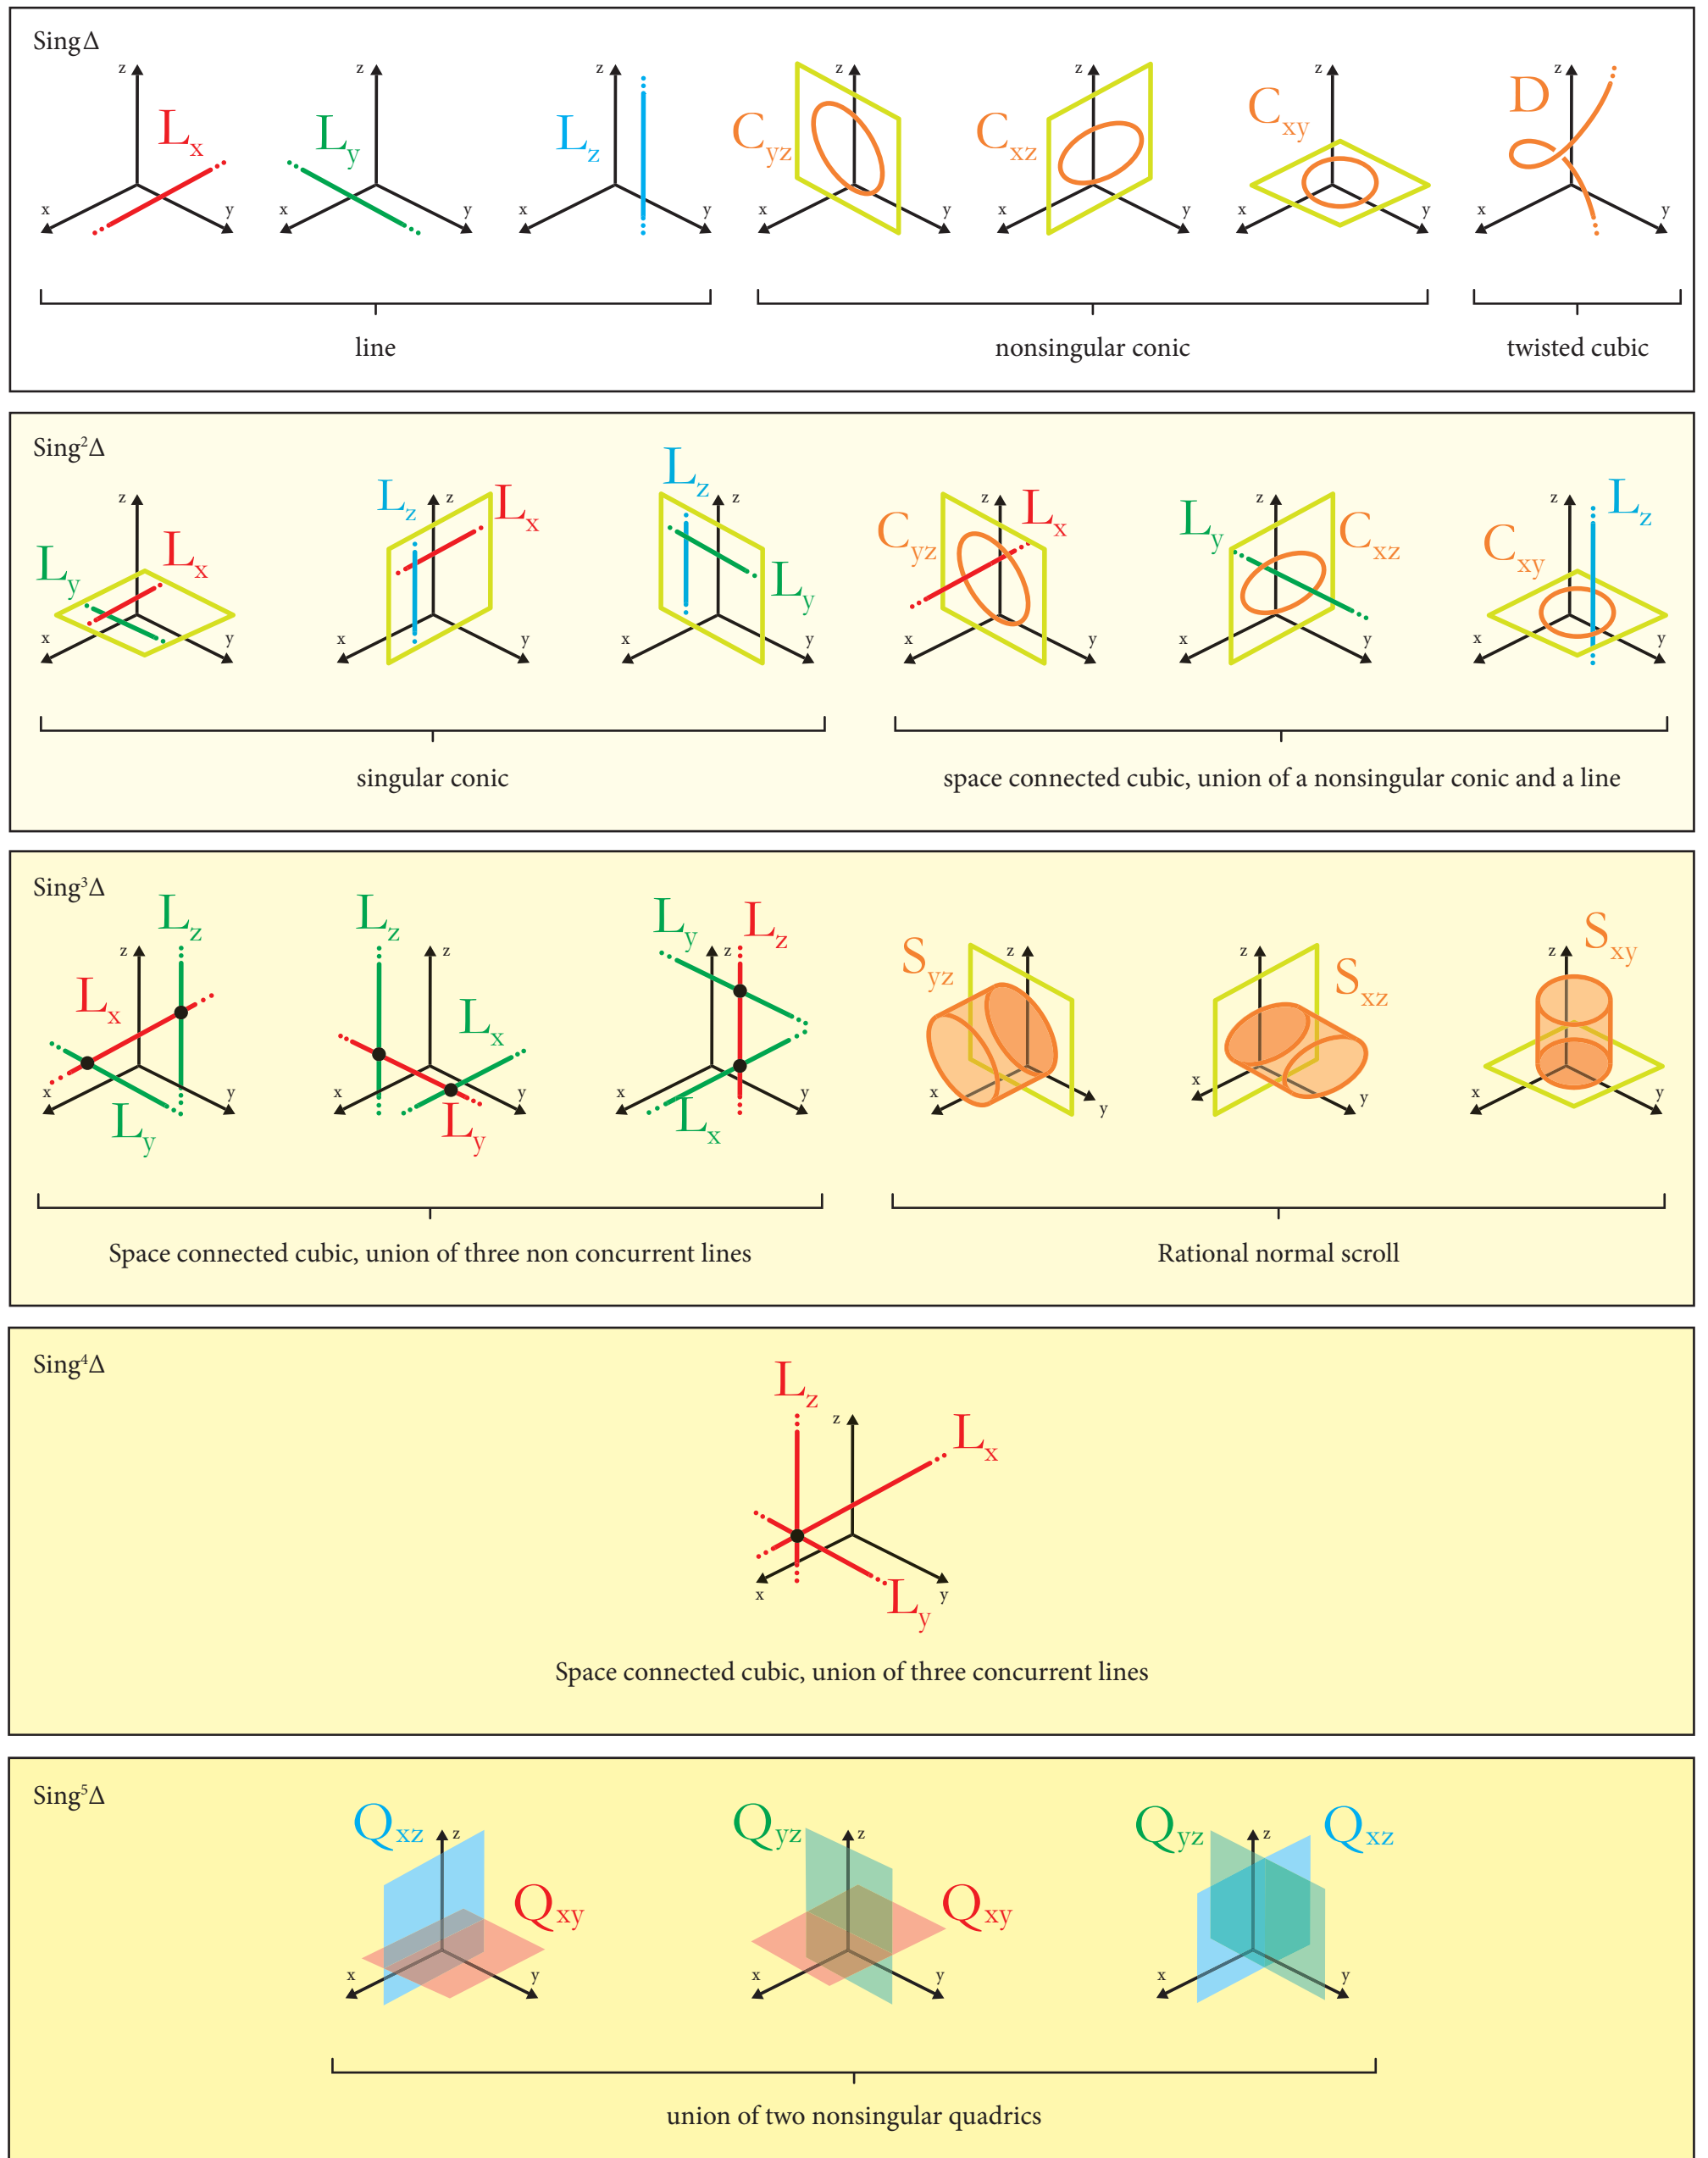 SingΔ
z x y L_x
z x y L_y
z x y L_z
z x y C_yz
z x y C_xz
z x y C_xy
z x y D
line
nonsingular conic
twisted cubic
Sing²Δ
z x y L_y L_x
z x y L_z L_x
z x y L_z L_y
z x y C_yz L_x
z x y L_y C_xz
z x y C_xy L_z
singular conic
space connected cubic, union of a nonsingular conic and a line
Sing³Δ
z x y L_z L_x L_y
z x y L_z L_x L_y
z x y L_y L_z L_x
z x y S_yz
z x y S_xz
z x y S_xy
Space connected cubic, union of three non concurrent lines
Rational normal scroll
Sing⁴Δ
z x y L_z L_x L_y
Space connected cubic, union of three concurrent lines
Sing⁵Δ
z x y Q_xz Q_xy
z x y Q_yz Q_xy
z x y Q_yz Q_xz
union of two nonsingular quadrics